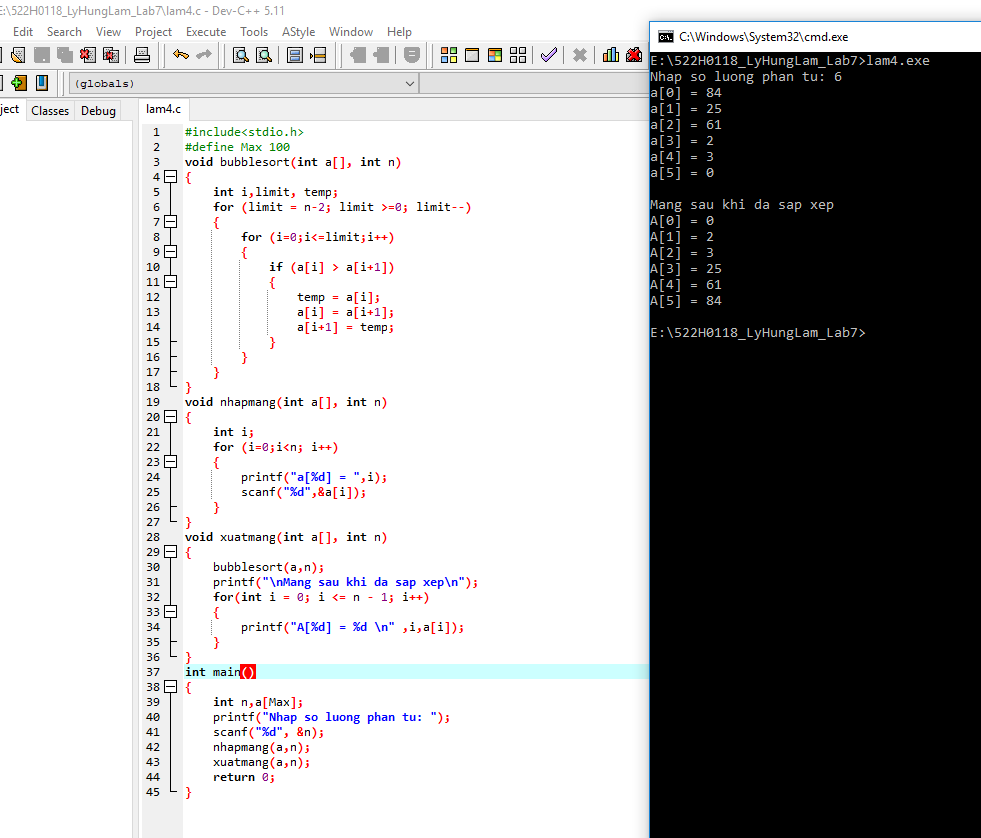 E:\522H0118_LyHungLam_Lab7\lam4.c - Dev-C++ 5.11
Edit Search View Project Execute Tools AStyle Window Help
(globals)
ject Classes Debug
lam4.c
1 #include<stdio.h>
2 #define Max 100
3 void bubblesort(int a[], int n)
4 {
5 int i,limit, temp;
6 for (limit = n-2; limit >=0; limit--)
7 {
8 for (i=0;i<=limit;i++)
9 {
10 if (a[i] > a[i+1])
11 {
12 temp = a[i];
13 a[i] = a[i+1];
14 a[i+1] = temp;
15 }
16 }
17 }
18 }
19 void nhapmang(int a[], int n)
20 {
21 int i;
22 for (i=0;i<n; i++)
23 {
24 printf("a[%d] = ",i);
25 scanf("%d",&a[i]);
26 }
27 }
28 void xuatmang(int a[], int n)
29 {
30 bubblesort(a,n);
31 printf("\nMang sau khi da sap xep\n");
32 for(int i = 0; i <= n - 1; i++)
33 {
34 printf("A[%d] = %d \n" ,i,a[i]);
35 }
36 }
37 int main()
38 {
39 int n,a[Max];
40 printf("Nhap so luong phan tu: ");
41 scanf("%d", &n);
42 nhapmang(a,n);
43 xuatmang(a,n);
44 return 0;
45 }
C:\Windows\System32\cmd.exe
E:\522H0118_LyHungLam_Lab7>lam4.exe
Nhap so luong phan tu: 6
a[0] = 84
a[1] = 25
a[2] = 61
a[3] = 2
a[4] = 3
a[5] = 0
Mang sau khi da sap xep
A[0] = 0
A[1] = 2
A[2] = 3
A[3] = 25
A[4] = 61
A[5] = 84
E:\522H0118_LyHungLam_Lab7>